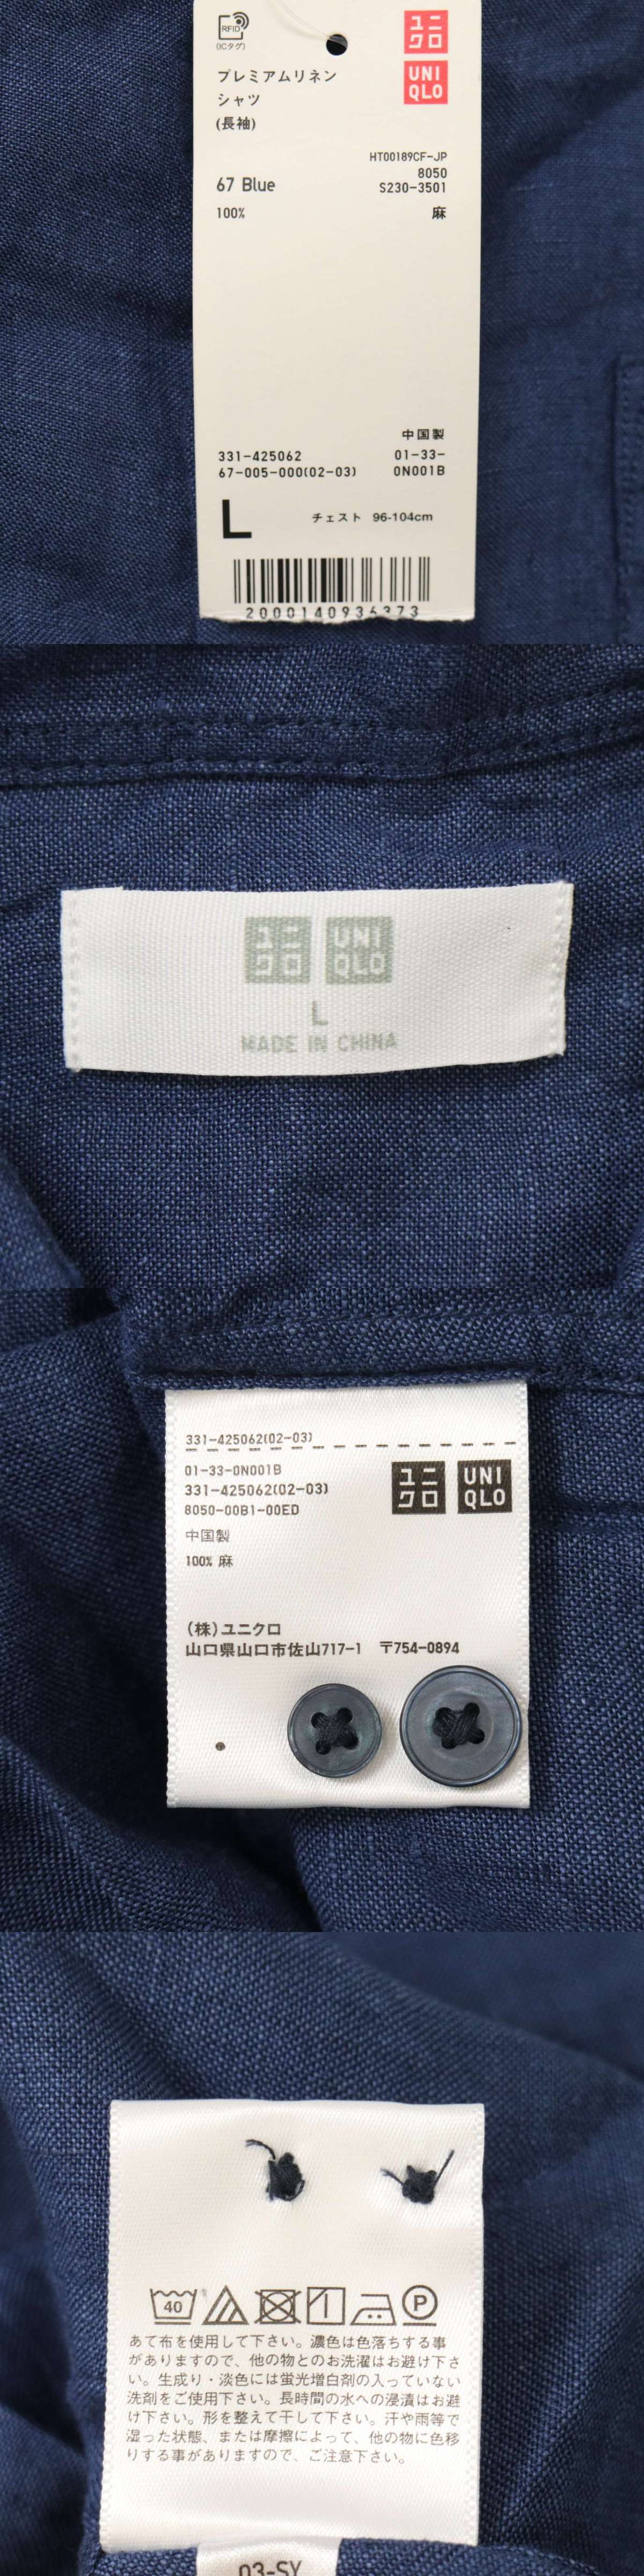 RFID
(ICタグ)
ユニ
クロ
UNI
QLO
プレミアムリネン
シャツ
(長袖)
HT00189CF-JP
8050
67 Blue
S230-3501
100%
麻
中国製
331-425062
01-33-
67-005-000(02-03)
0N001B
L
チェスト 96-104cm
2000140936373
ユニ
クロ
UNI
QLO
L
MADE IN CHINA
331-425062(02-03)
01-33-0N001B
331-425062(02-03)
8050-00B1-00ED
ユニ
クロ
UNI
QLO
中国製
100% 麻
(株)ユニクロ
山口県山口市佐山717-1 〒754-0894
40
P
あて布を使用して下さい。濃色は色落ちする事
がありますので、他の物とのお洗濯はお避け下さ
い。生成り・淡色には蛍光増白剤の入っていない
洗剤をご使用下さい。長時間の水への浸漬はお避
け下さい。形を整えて干して下さい。汗や雨等で
湿った状態、または摩擦によって、他の物に色移
りする事がありますので、ご注意下さい。
03-SY